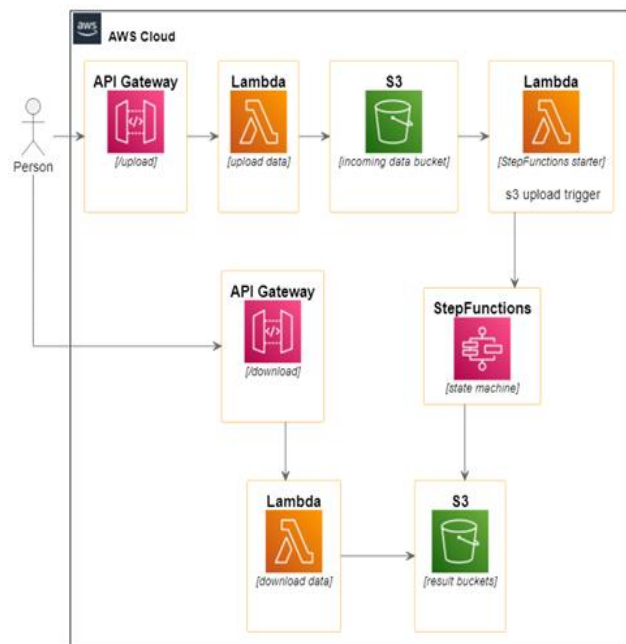 aws
AWS Cloud
API Gateway
[/upload]
Lambda
[upload data]
S3
[incoming data bucket]
Lambda
[StepFunctions starter]
s3 upload trigger
Person
API Gateway
[/download]
StepFunctions
[state machine]
Lambda
[download data]
S3
[result buckets]